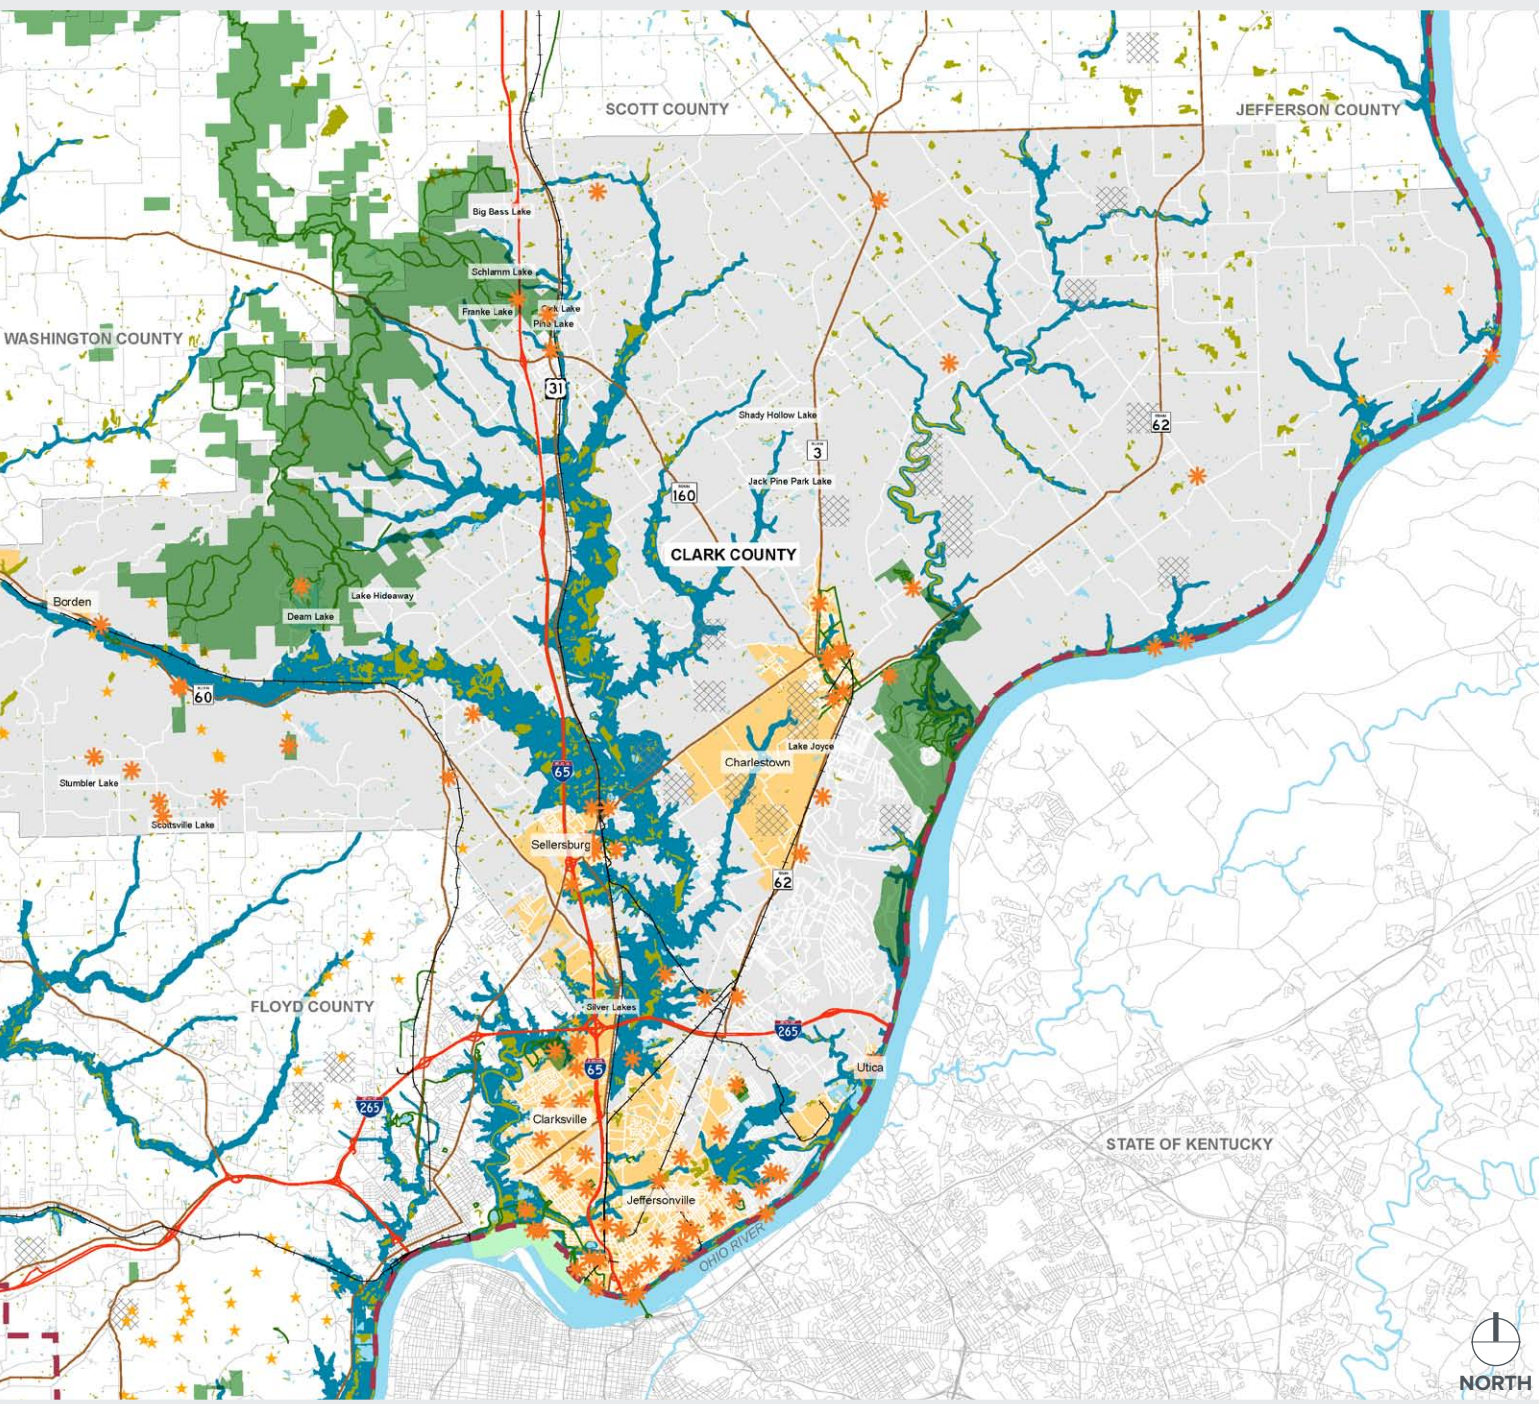 SCOTT COUNTY
JEFFERSON COUNTY
Big Bass Lake
Schlamm Lake
Franke Lake
Lake
Pine Lake
WASHINGTON COUNTY
31
Shady Hollow Lake
62
3
Jack Pine Park Lake
160
CLARK COUNTY
Borden
Lake Hideaway
Deam Lake
60
Lake Joyce
Charlestown
65
Stumbler Lake
Scottsville Lake
Sellersburg
62
FLOYD COUNTY
Silver Lakes
265
65
Utica
265
Clarksville
STATE OF KENTUCKY
Jeffersonville
OHIO RIVER
NORTH